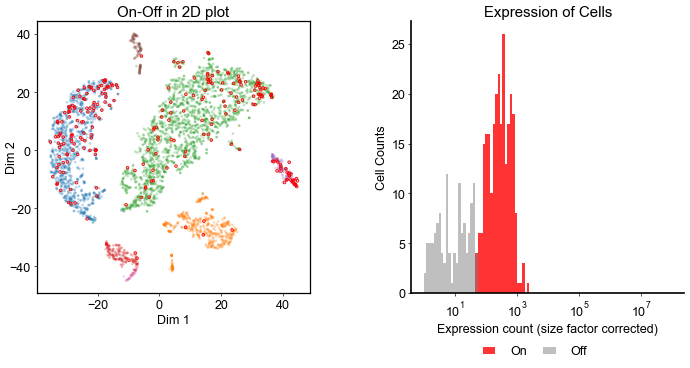 On-Off in 2D plot
40
20
0
−20
−40
Dim 2
−20
0
20
40
Dim 1
Expression of Cells
25
20
15
10
5
0
Cell Counts
10^1
10^3
10^5
10^7
Expression count (size factor corrected)
On
Off